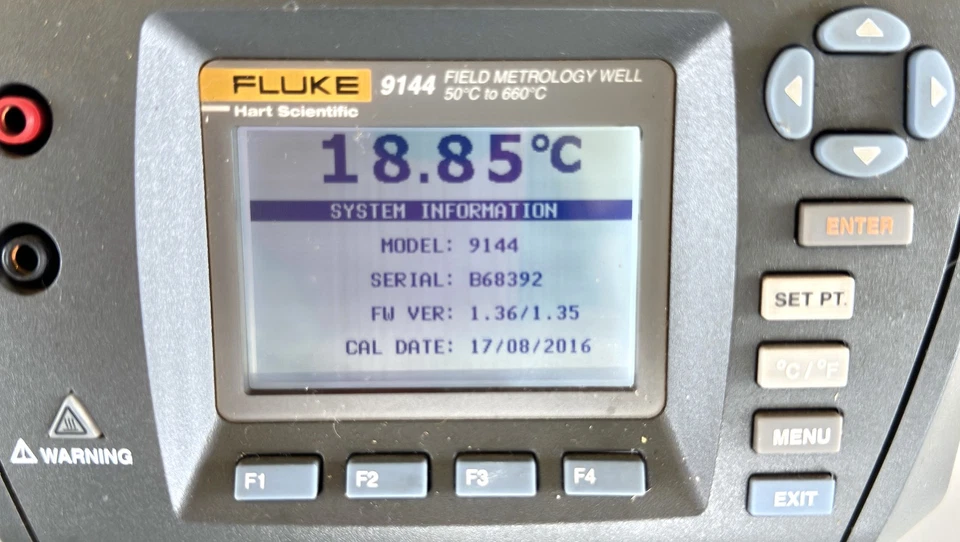 FLUKE 9144 FIELD METROLOGY WELL
50°C to 660°C
Hart Scientific
18.85°C
SYSTEM INFORMATION
MODEL: 9144
SERIAL: B68392
FW VER: 1.36/1.35
CAL DATE: 17/08/2016
ENTER
SET PT.
°C/°F
MENU
EXIT
WARNING
F1 F2 F3 F4